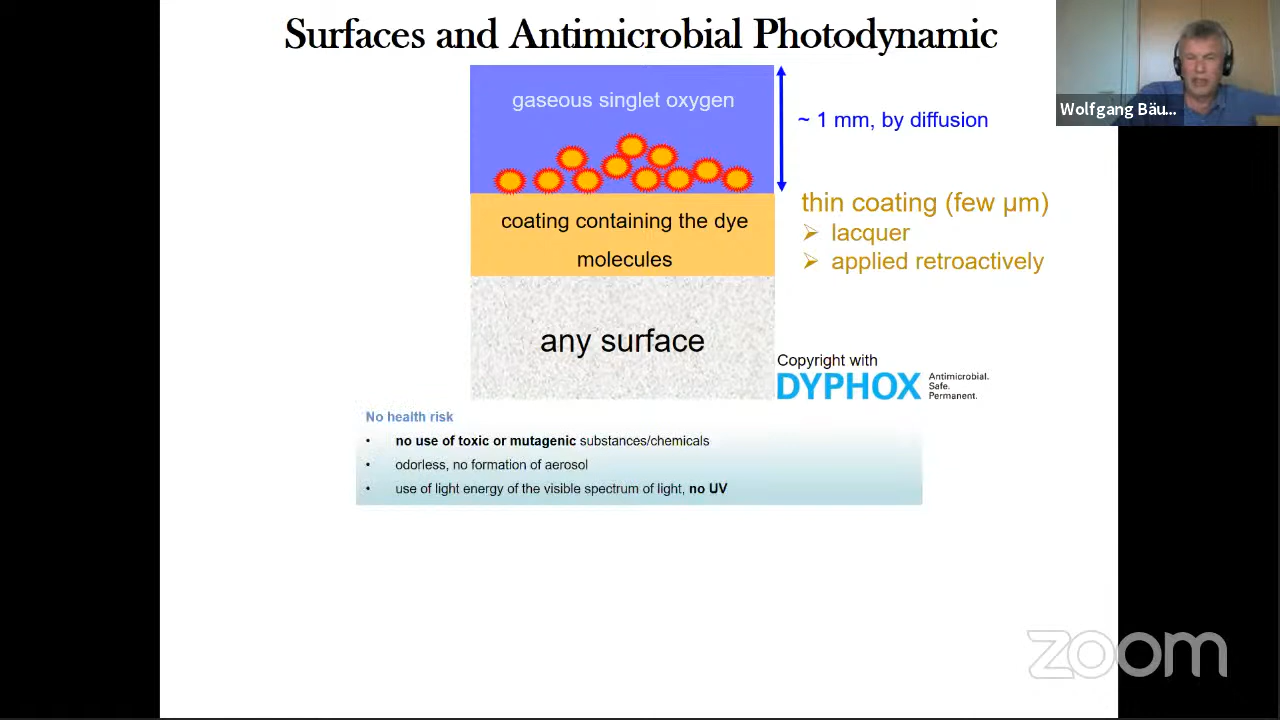 Surfaces and Antimicrobial Photodynamic
gaseous singlet oxygen
~ 1 mm, by diffusion
Wolfgang Bäu...
coating containing the dye
molecules
thin coating (few µm)
➢ lacquer
➢ applied retroactively
any surface
Copyright with
DYPHOX
Antimicrobial.
Safe.
Permanent.
No health risk
• no use of toxic or mutagenic substances/chemicals
• odorless, no formation of aerosol
• use of light energy of the visible spectrum of light, no UV
zoom